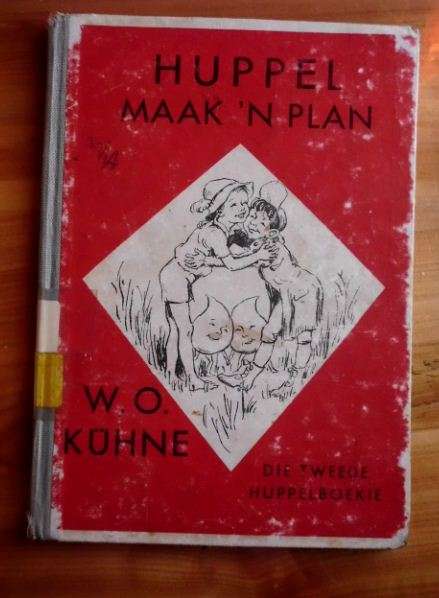 HUPPEL
MAAK 'N PLAN
W. O.
KÜHNE
DIE TWEEDE
HUPPELBOEKIE